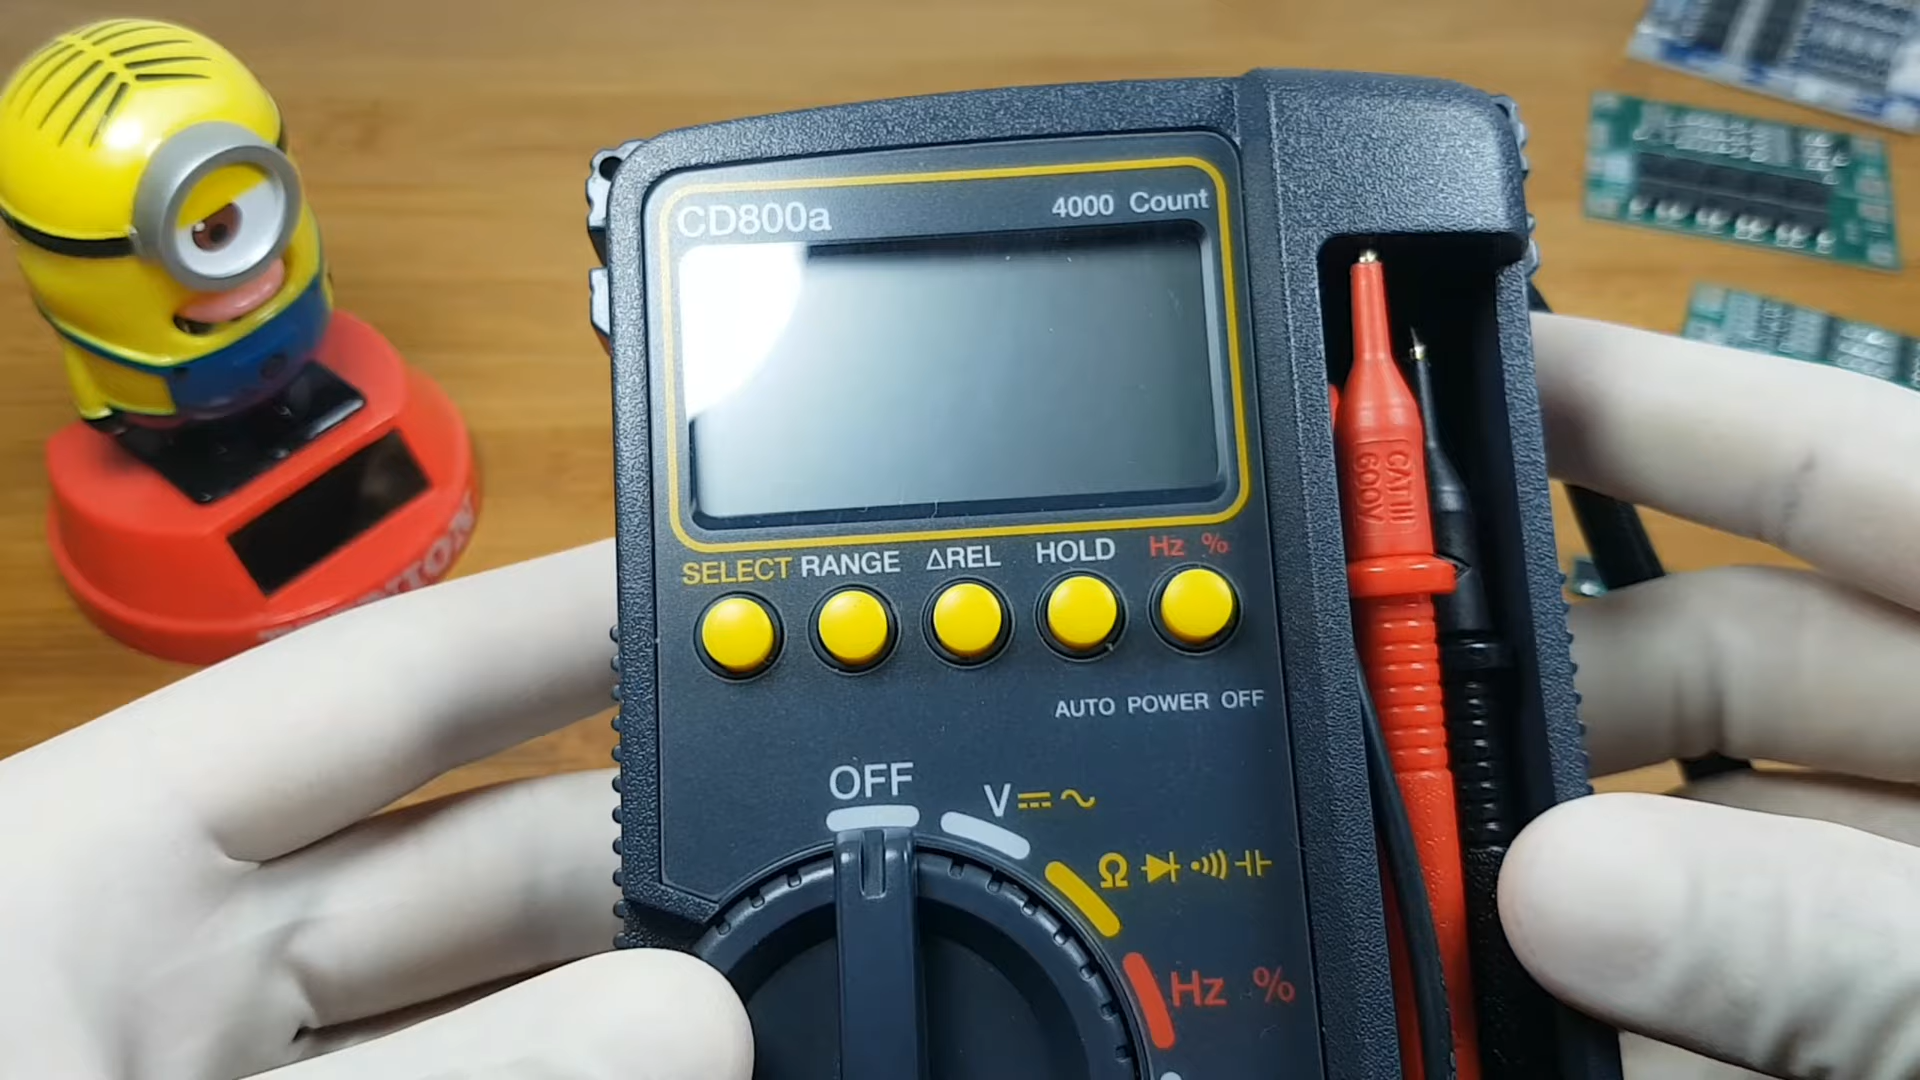 CD800a
4000 Count
SELECT RANGE ΔREL HOLD Hz %
AUTO POWER OFF
OFF
V ⎓ ~
Ω
Hz %
CAT III
600V